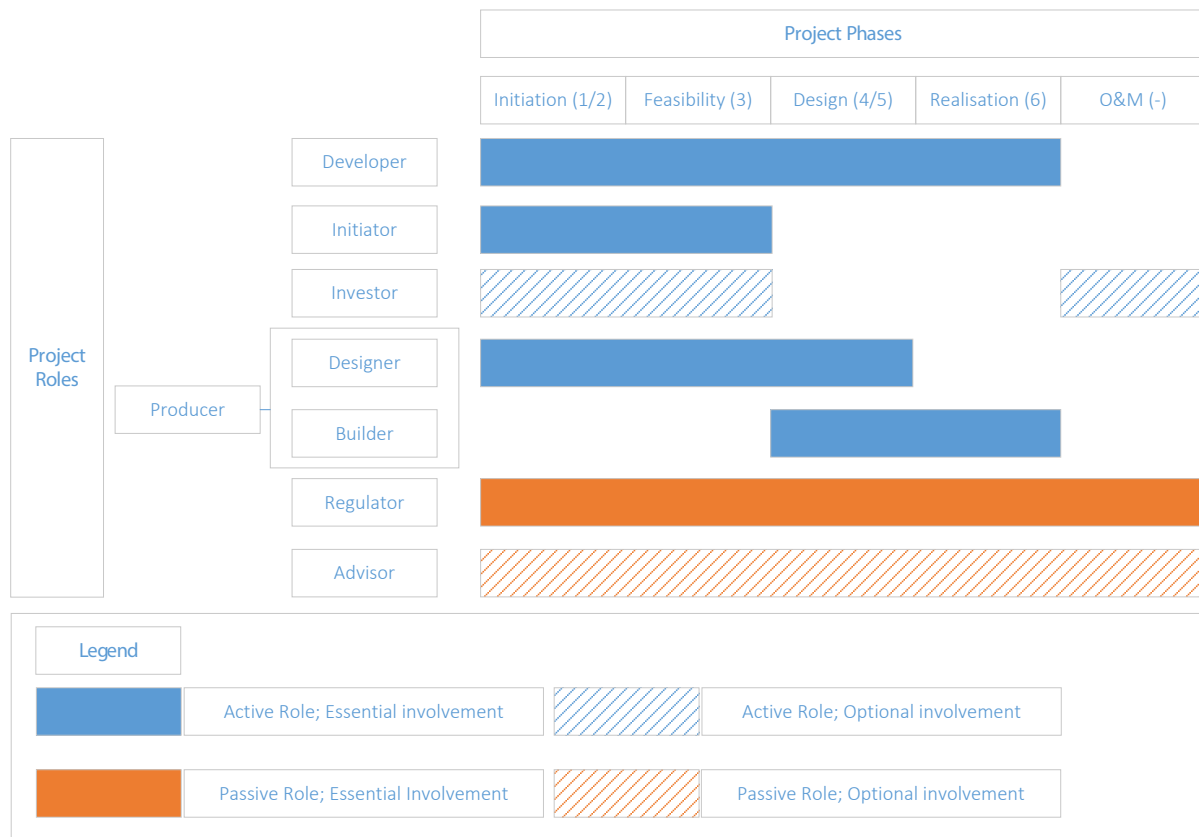 Project Phases
Initiation (1/2)
Feasibility (3)
Design (4/5)
Realisation (6)
O&M (-)
Project
Roles
Producer
Developer
Initiator
Investor
Designer
Builder
Regulator
Advisor
Legend
Active Role; Essential involvement
Active Role; Optional involvement
Passive Role; Essential Involvement
Passive Role; Optional involvement